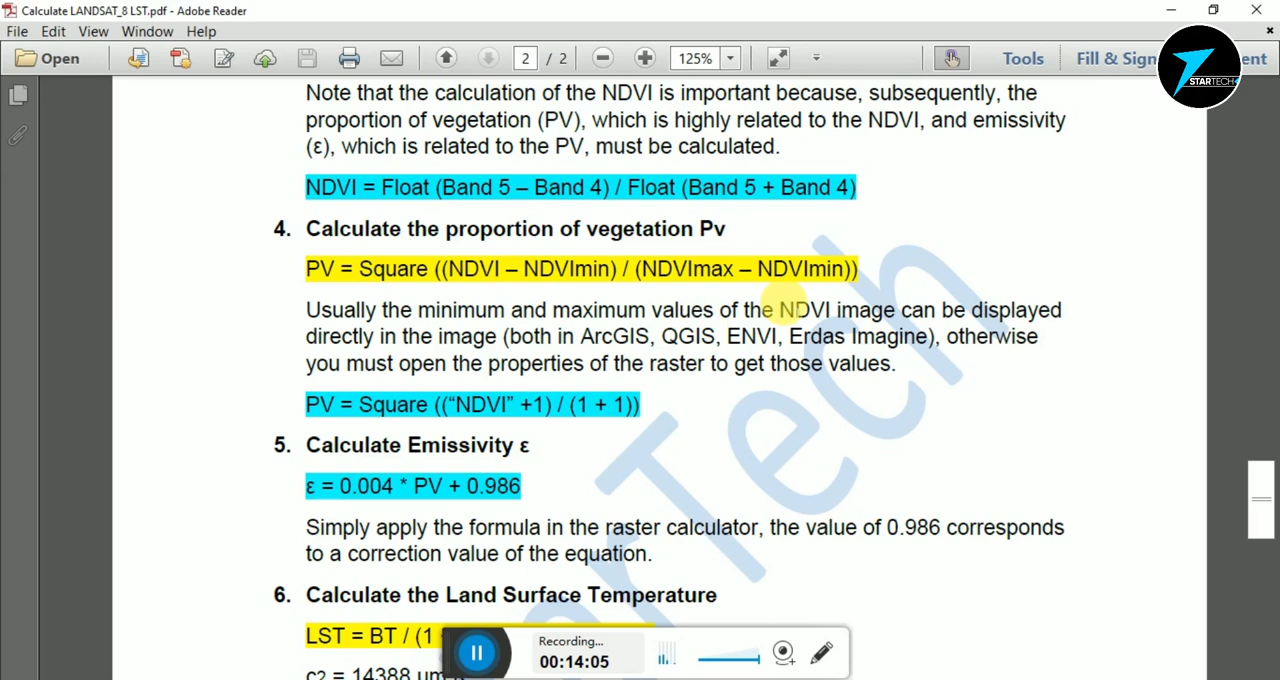 Calculate LANDSAT_8 LST.pdf - Adobe Reader
File Edit View Window Help
Open
2 / 2
125%
Tools
Fill & Sign
ent
STARTECH
Note that the calculation of the NDVI is important because, subsequently, the
proportion of vegetation (PV), which is highly related to the NDVI, and emissivity
(ε), which is related to the PV, must be calculated.
NDVI = Float (Band 5 – Band 4) / Float (Band 5 + Band 4)
4. Calculate the proportion of vegetation Pv
PV = Square ((NDVI – NDVImin) / (NDVImax – NDVImin))
Usually the minimum and maximum values of the NDVI image can be displayed
directly in the image (both in ArcGIS, QGIS, ENVI, Erdas Imagine), otherwise
you must open the properties of the raster to get those values.
PV = Square ((“NDVI” +1) / (1 + 1))
5. Calculate Emissivity ε
ε = 0.004 * PV + 0.986
Simply apply the formula in the raster calculator, the value of 0.986 corresponds
to a correction value of the equation.
6. Calculate the Land Surface Temperature
LST = BT / (1
c2 = 14388 µm
arTech
Recording...
00:14:05